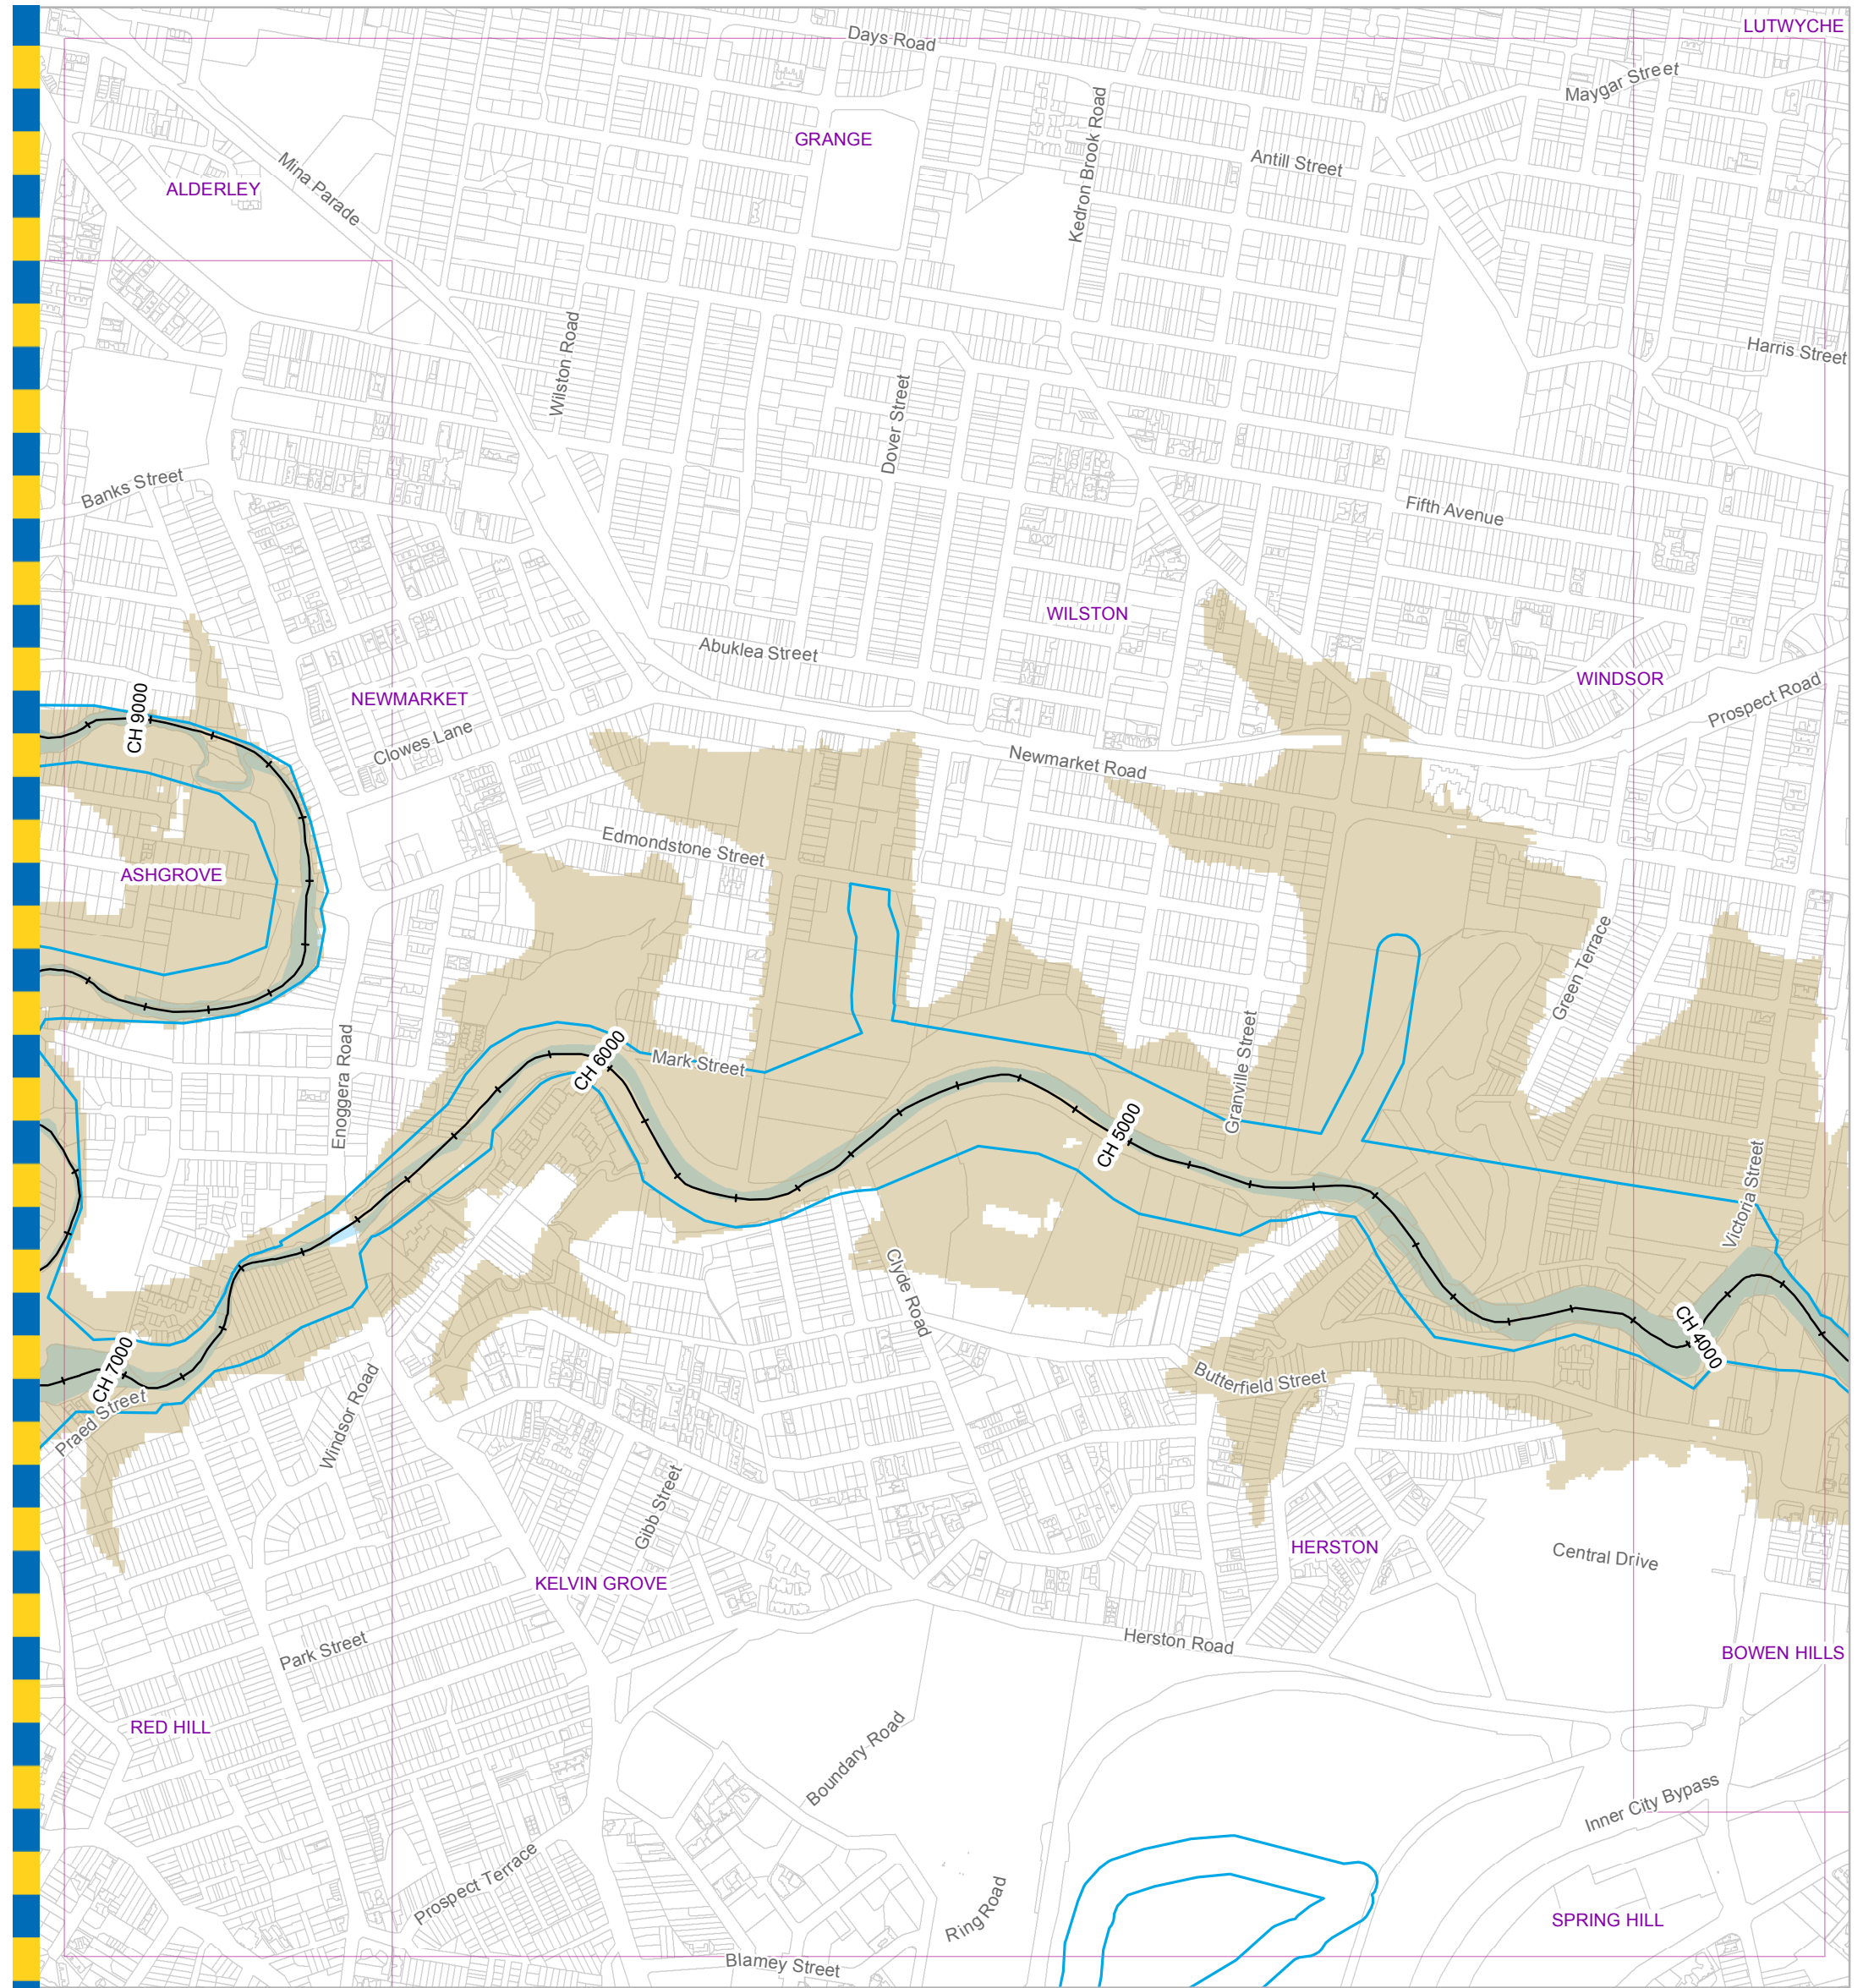 LUTWYCHE
Days Road
Maygar Street
GRANGE
Kedron Brook Road
Antill Street
Mina Parade
ALDERLEY
Wilston Road
Harris Street
Dover Street
Banks Street
Fifth Avenue
WILSTON
Abuklea Street
WINDSOR
NEWMARKET
Prospect Road
CH 9000
Clowes Lane
Newmarket Road
Edmondstone Street
ASHGROVE
Green Terrace
Enoggera Road
CH 6000
Mark Street
Granville Street
CH 5000
Victoria Street
Clyde Road
CH 4000
CH 7000
Praed Street
Windsor Road
Butterfield Street
Gibb Street
HERSTON
Central Drive
KELVIN GROVE
Park Street
Herston Road
BOWEN HILLS
RED HILL
Boundary Road
Inner City Bypass
Prospect Terrace
Ring Road
SPRING HILL
Blamey Street